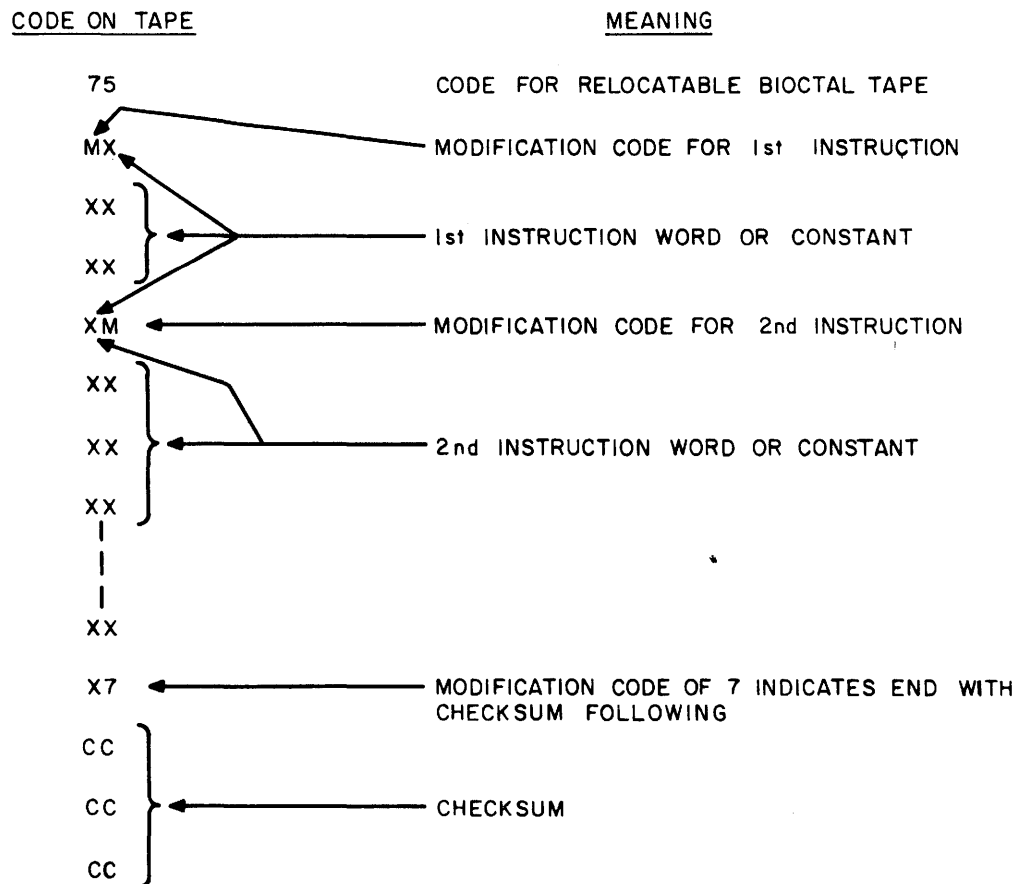 CODE ON TAPE MEANING
75 CODE FOR RELOCATABLE BIOCTAL TAPE
MX MODIFICATION CODE FOR 1st INSTRUCTION
XX
1st INSTRUCTION WORD OR CONSTANT
XX
XM MODIFICATION CODE FOR 2nd INSTRUCTION
XX
XX 2nd INSTRUCTION WORD OR CONSTANT
XX
XX
X7 MODIFICATION CODE OF 7 INDICATES END WITH
CHECKSUM FOLLOWING
CC
CC CHECKSUM
CC